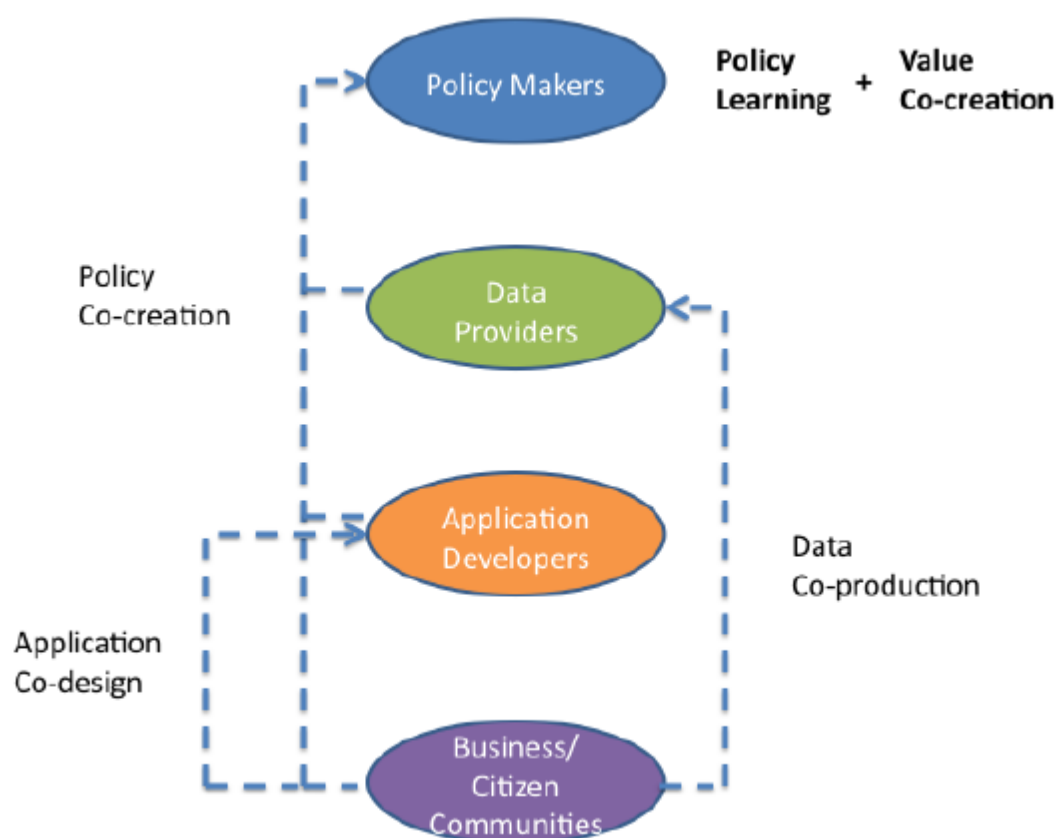 Policy Makers
Policy
Learning
+
Value
Co-creation
Policy
Co-creation
Data
Providers
Application
Developers
Data
Co-production
Application
Co-design
Business/
Citizen
Communities